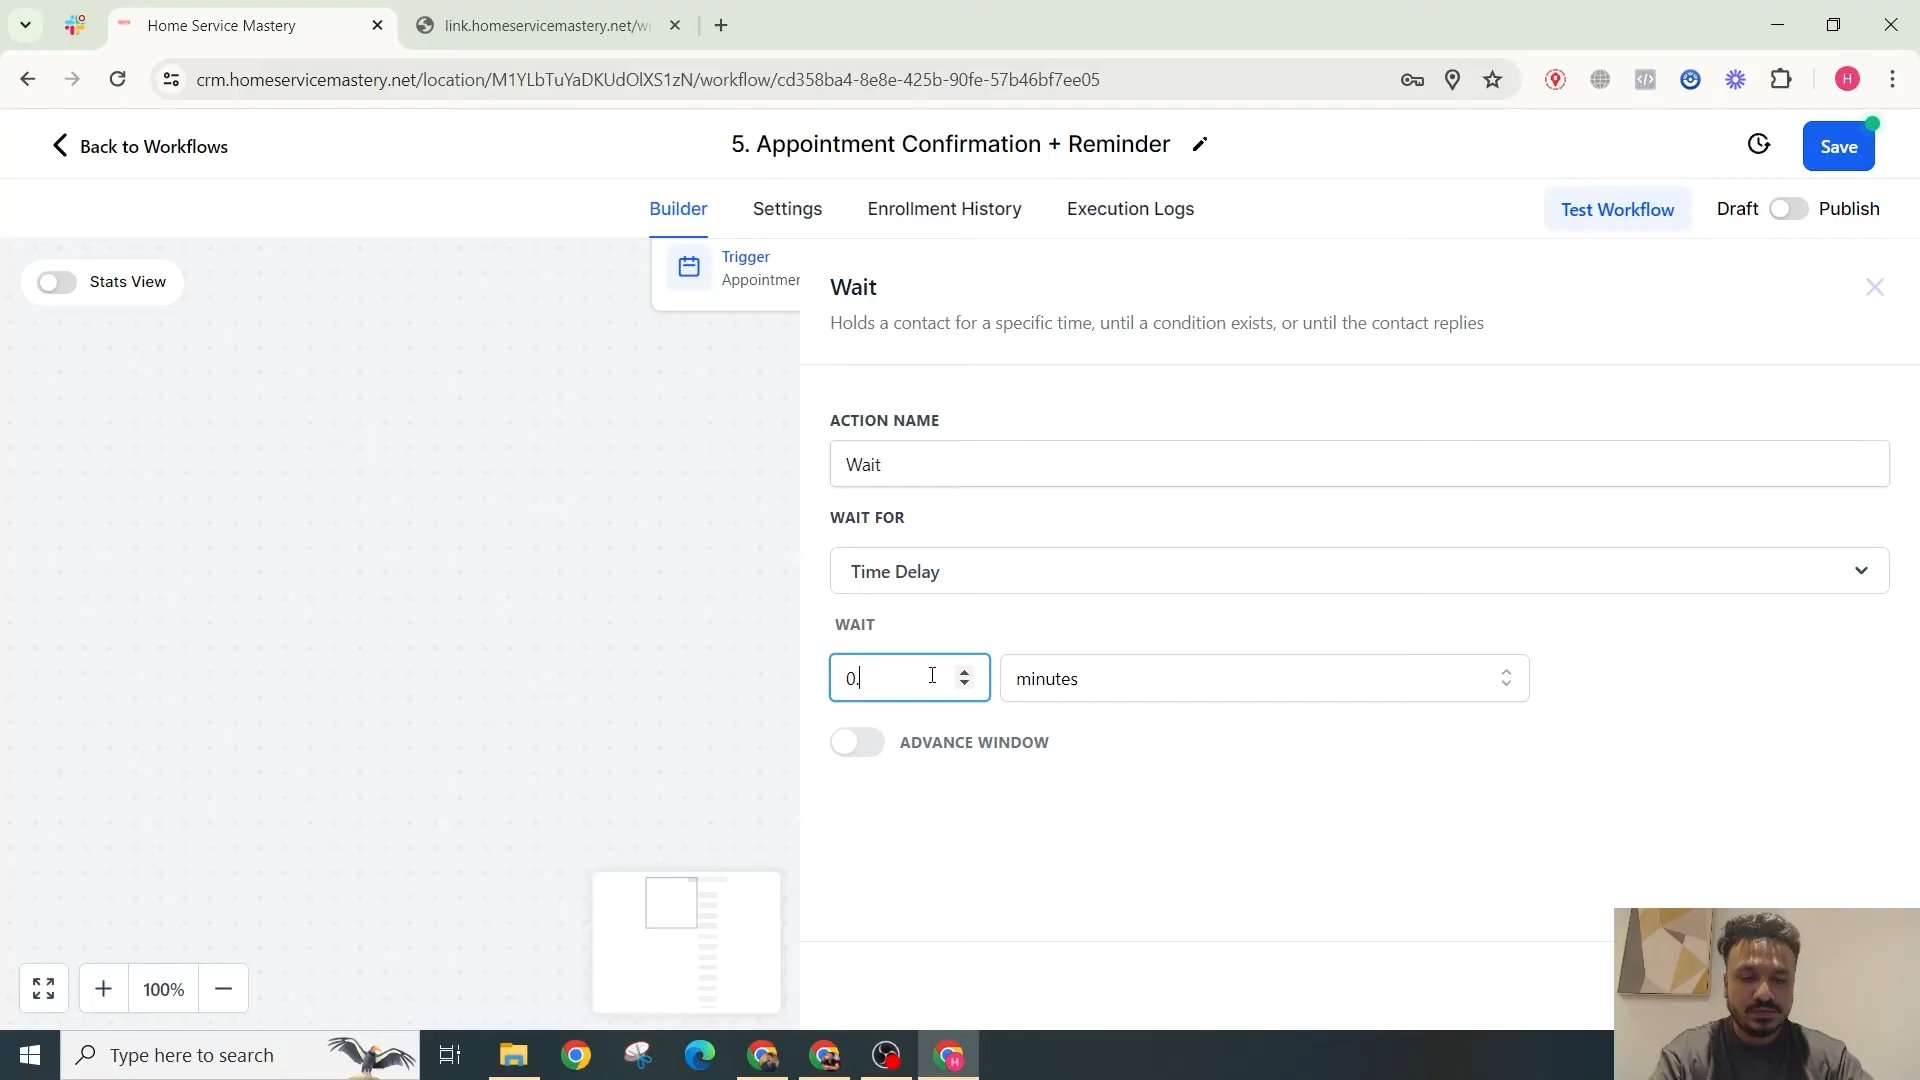 Home Service Mastery
link.homeservicemastery.net/wi
crm.homeservicemastery.net/location/M1YLbTuYaDKUdOlXS1zN/workflow/cd358ba4-8e8e-425b-90fe-57b46bf7ee05
H
Back to Workflows
5. Appointment Confirmation + Reminder
Save
Builder
Settings
Enrollment History
Execution Logs
Test Workflow
Draft
Publish
Stats View
Trigger
Appointmer
Wait
Holds a contact for a specific time, until a condition exists, or until the contact replies
ACTION NAME
Wait
WAIT FOR
Time Delay
WAIT
0.
minutes
ADVANCE WINDOW
100%
Type here to search
H